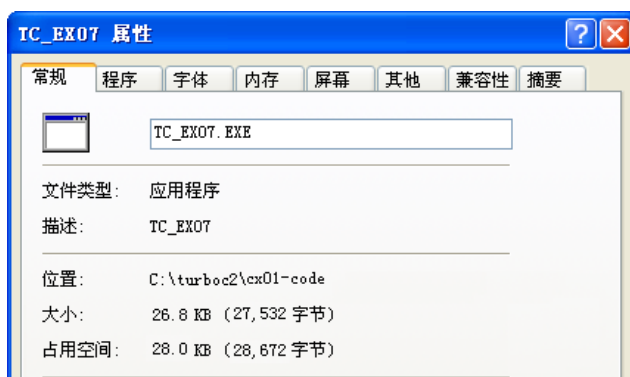 TC_EX07 属性
常规 程序 字体 内存 屏幕 其他 兼容性 摘要
TC_EX07.EXE
文件类型: 应用程序
描述: TC_EX07
位置: C:\turboc2\cx01-code
大小: 26.8 KB (27,532 字节)
占用空间: 28.0 KB (28,672 字节)